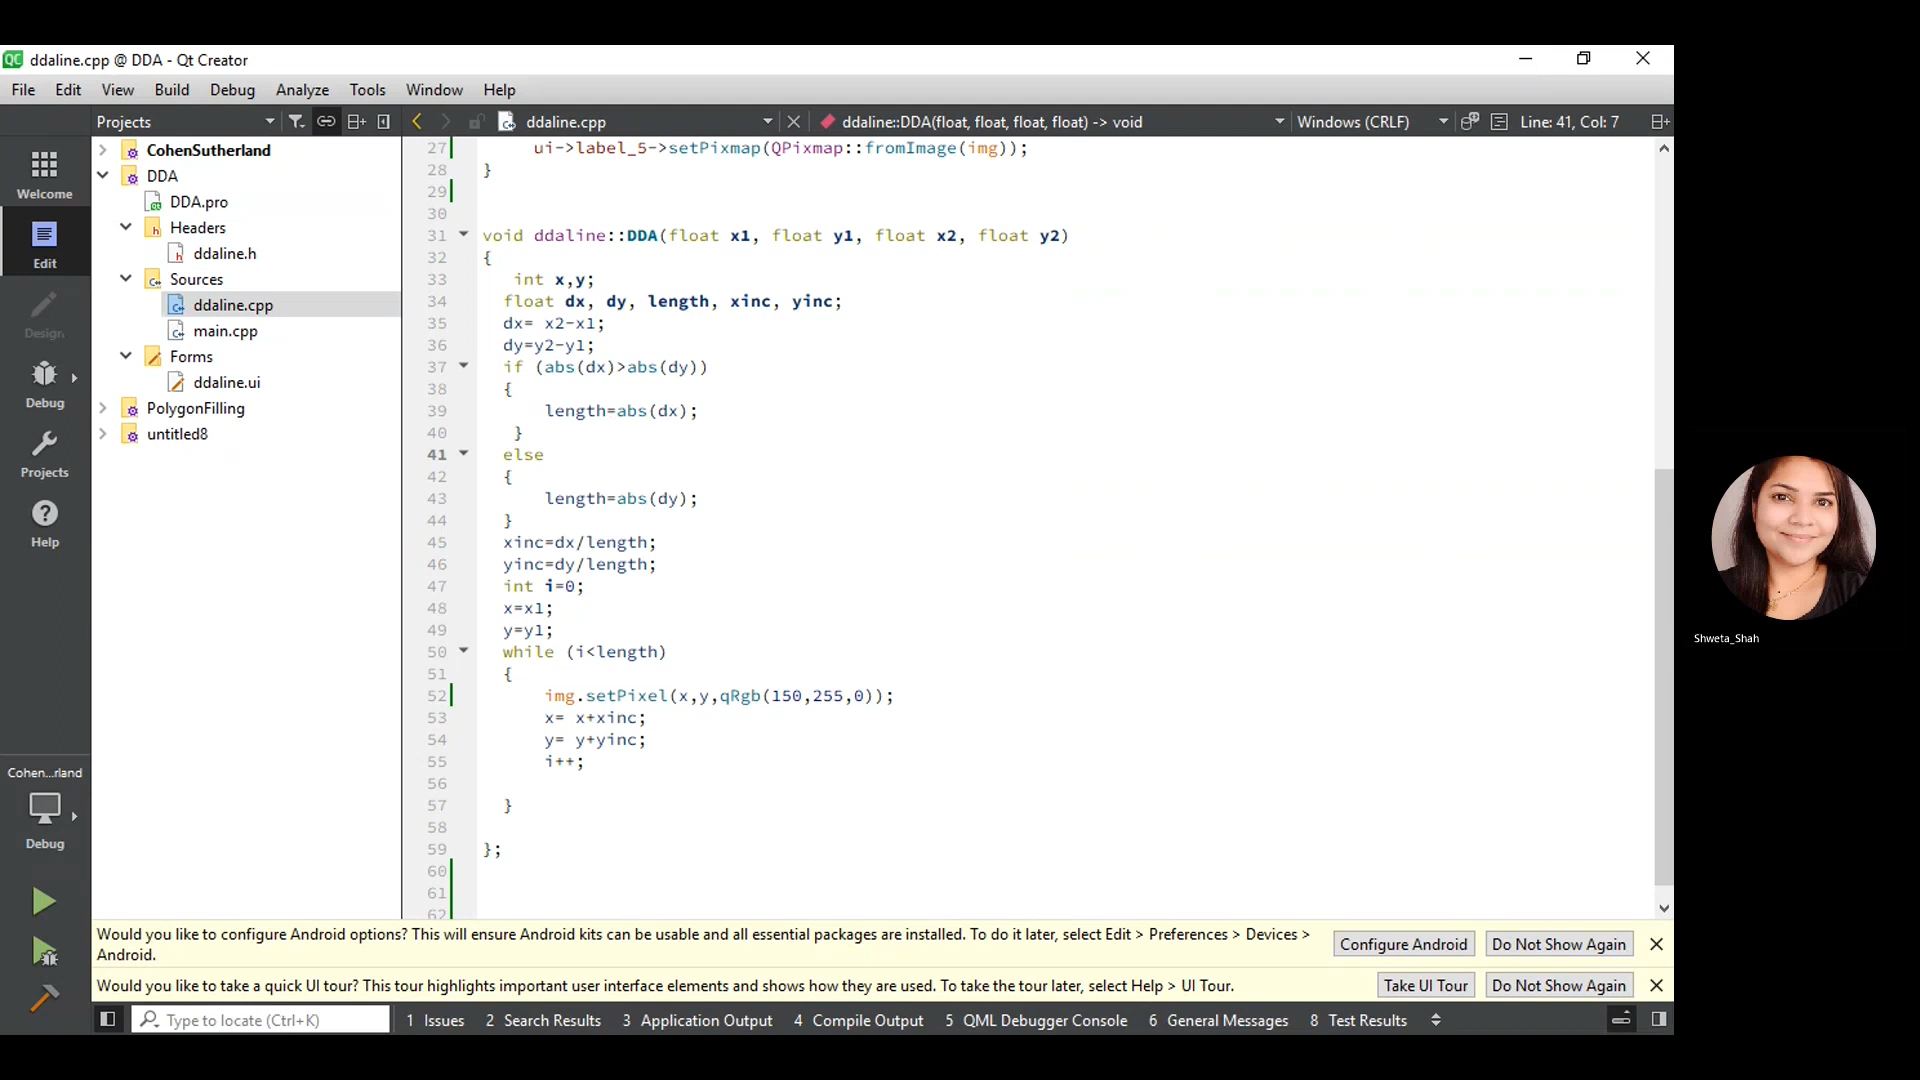 ddaline.cpp @ DDA - Qt Creator
File Edit View Build Debug Analyze Tools Window Help
Projects
ddaline.cpp
ddaline::DDA(float, float, float, float) -> void
Windows (CRLF)
Line: 41, Col: 7
Welcome
Edit
Design
Debug
Projects
Help
Cohen...rland
Debug
CohenSutherland
DDA
DDA.pro
Headers
ddaline.h
Sources
ddaline.cpp
main.cpp
Forms
ddaline.ui
PolygonFilling
untitled8
27 ui->label_5->setPixmap(QPixmap::fromImage(img));
28 }
29
30
31 void ddaline::DDA(float x1, float y1, float x2, float y2)
32 {
33 int x,y;
34 float dx, dy, length, xinc, yinc;
35 dx= x2-x1;
36 dy=y2-y1;
37 if (abs(dx)>abs(dy))
38 {
39 length=abs(dx);
40 }
41 else
42 {
43 length=abs(dy);
44 }
45 xinc=dx/length;
46 yinc=dy/length;
47 int i=0;
48 x=x1;
49 y=y1;
50 while (i<length)
51 {
52 img.setPixel(x,y,qRgb(150,255,0));
53 x= x+xinc;
54 y= y+yinc;
55 i++;
56
57 }
58
59 };
60
61
62
Would you like to configure Android options? This will ensure Android kits can be usable and all essential packages are installed. To do it later, select Edit > Preferences > Devices >
Android.
Configure Android
Do Not Show Again
Would you like to take a quick UI tour? This tour highlights important user interface elements and shows how they are used. To take the tour later, select Help > UI Tour.
Take UI Tour
Do Not Show Again
Type to locate (Ctrl+K)
1 Issues 2 Search Results 3 Application Output 4 Compile Output 5 QML Debugger Console 6 General Messages 8 Test Results
Shweta_Shah